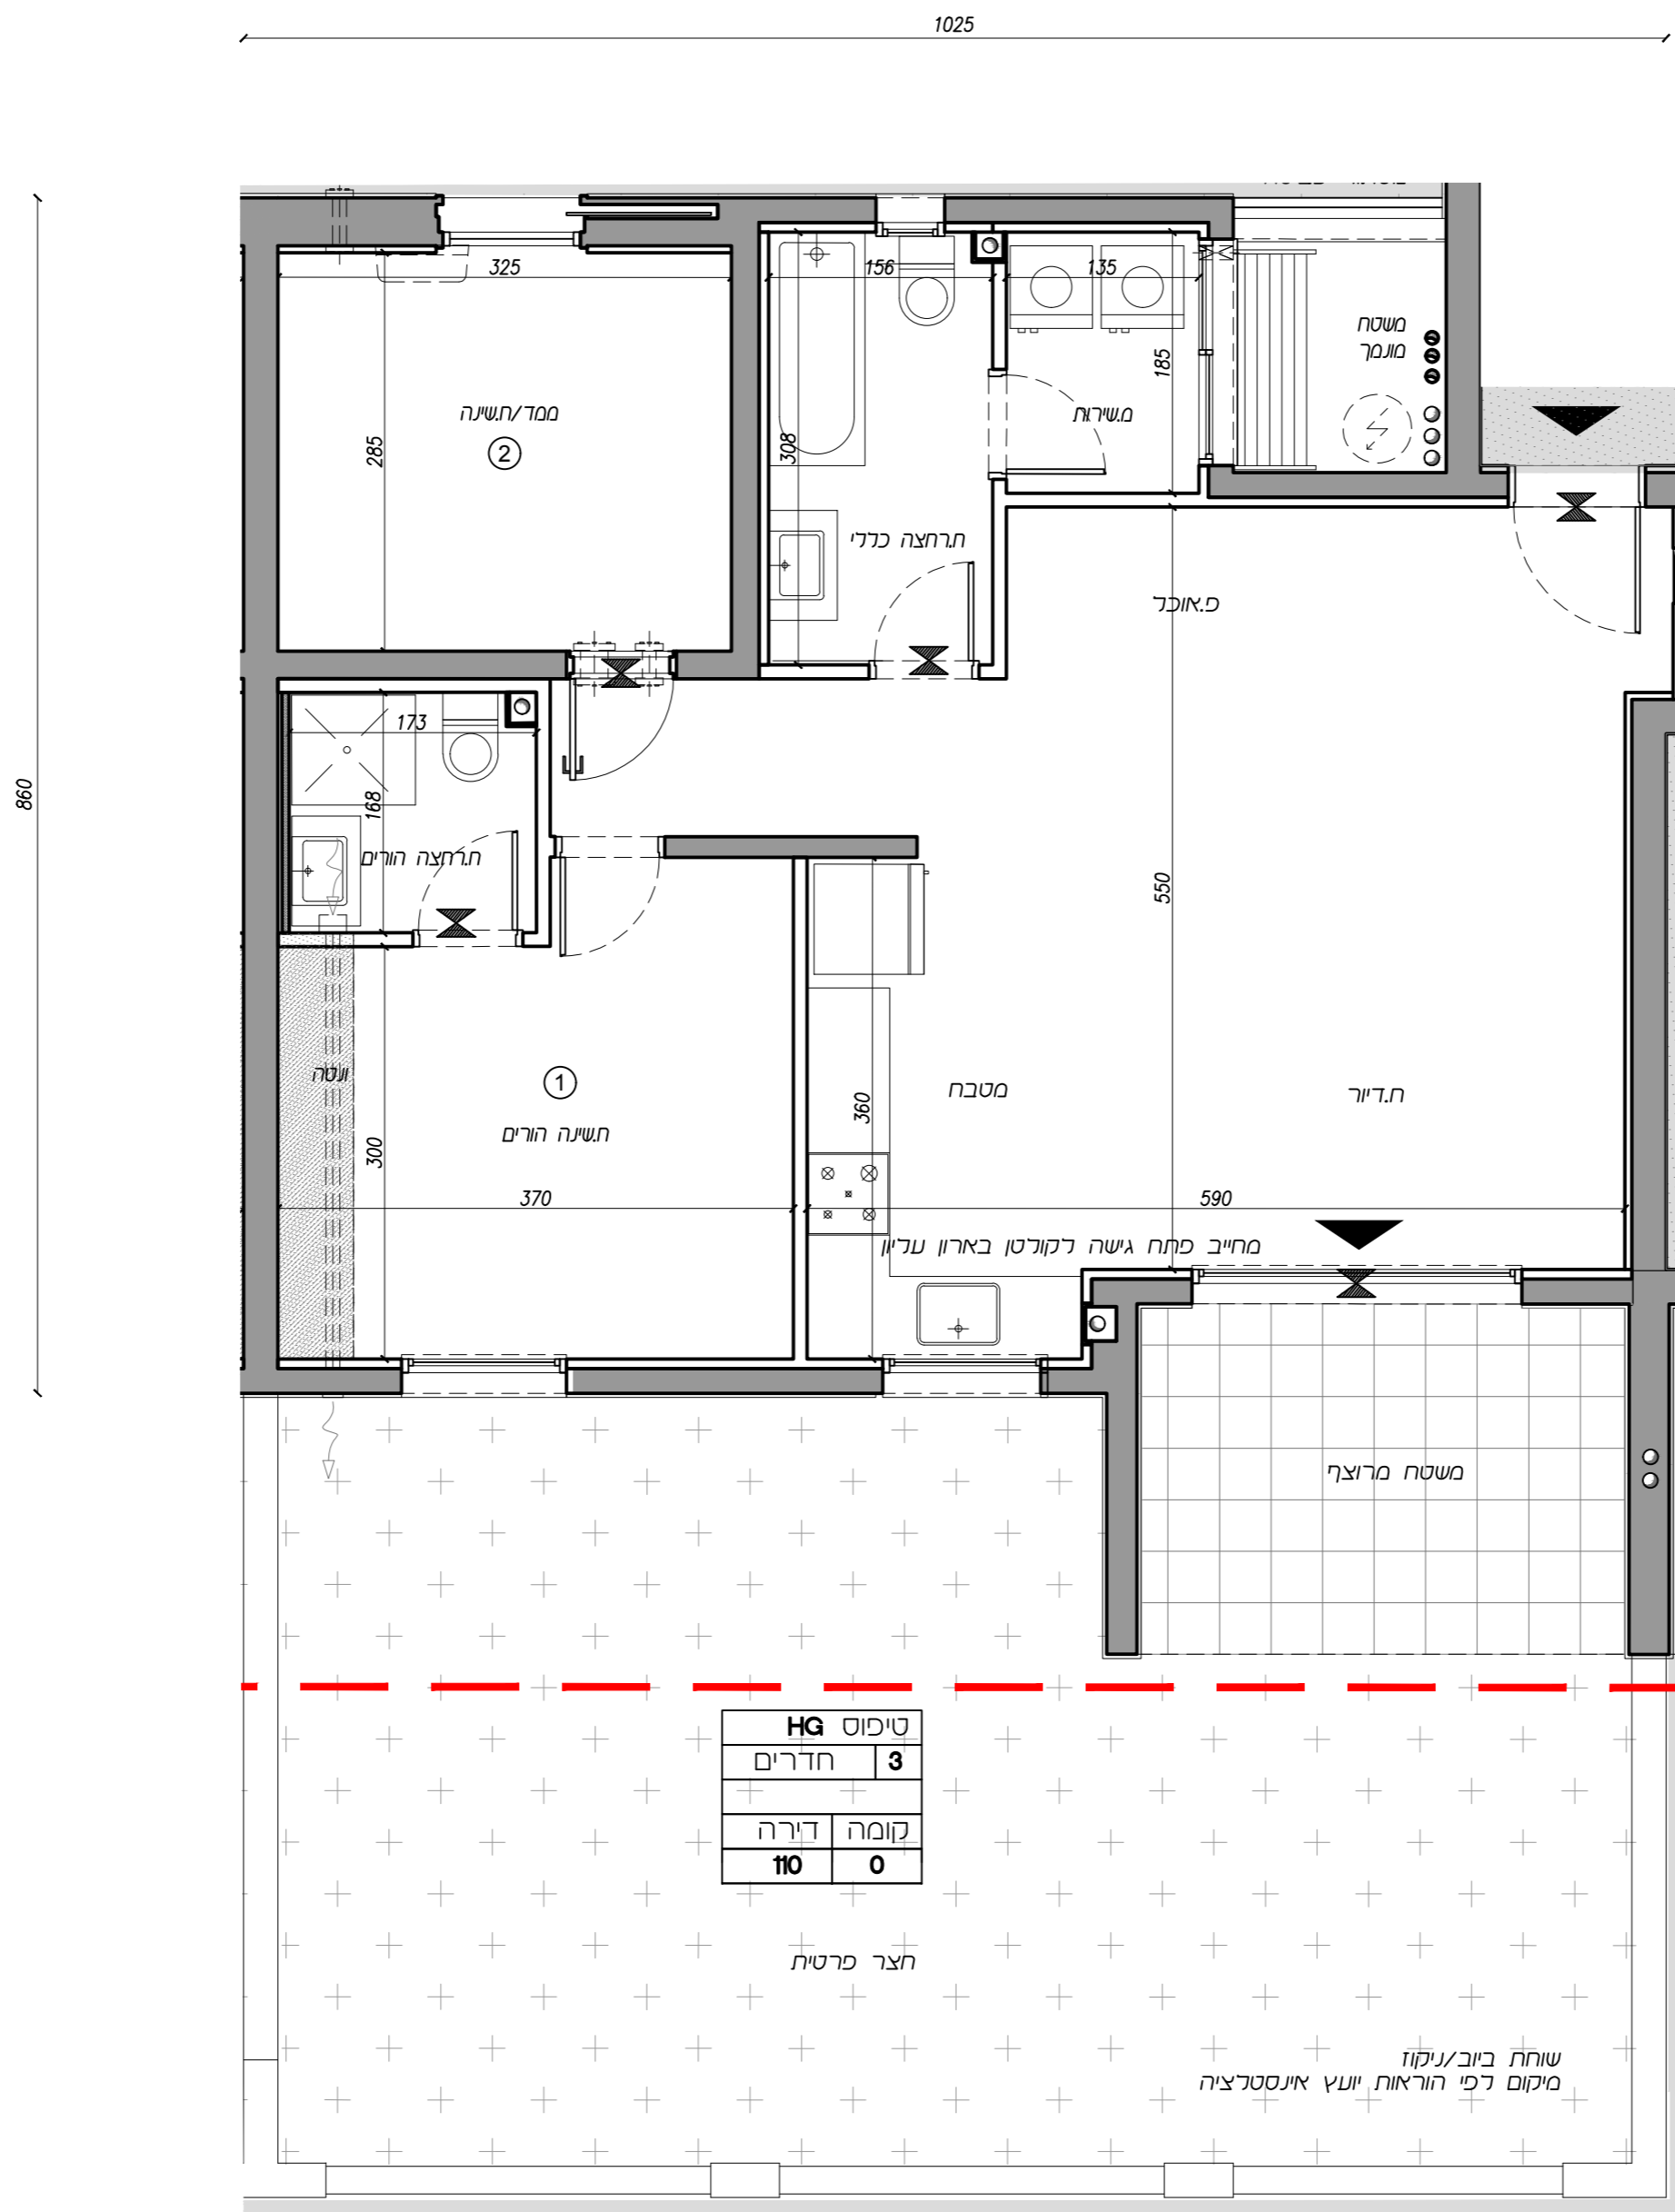 1025
860
325
156
135
משטח
מונמך
185
ממד/ח.שינה
2
285
308
מ.שירות
ח.רחצה כללי
פ.אוכל
173
168
ח.רחצה הורים
550
ונטה
1
ח.שינה הורים
300
370
360
מטבח
ח.דיור
590
מחייב פתח גישה לקולטן בארון עליון
משטח מרוצף
טיפוס HG
3 חדרים
קומה דירה
0 110
חצר פרטית
שוחת ביוב/ניקוז
מיקום לפי הוראות יועץ אינסטלציה